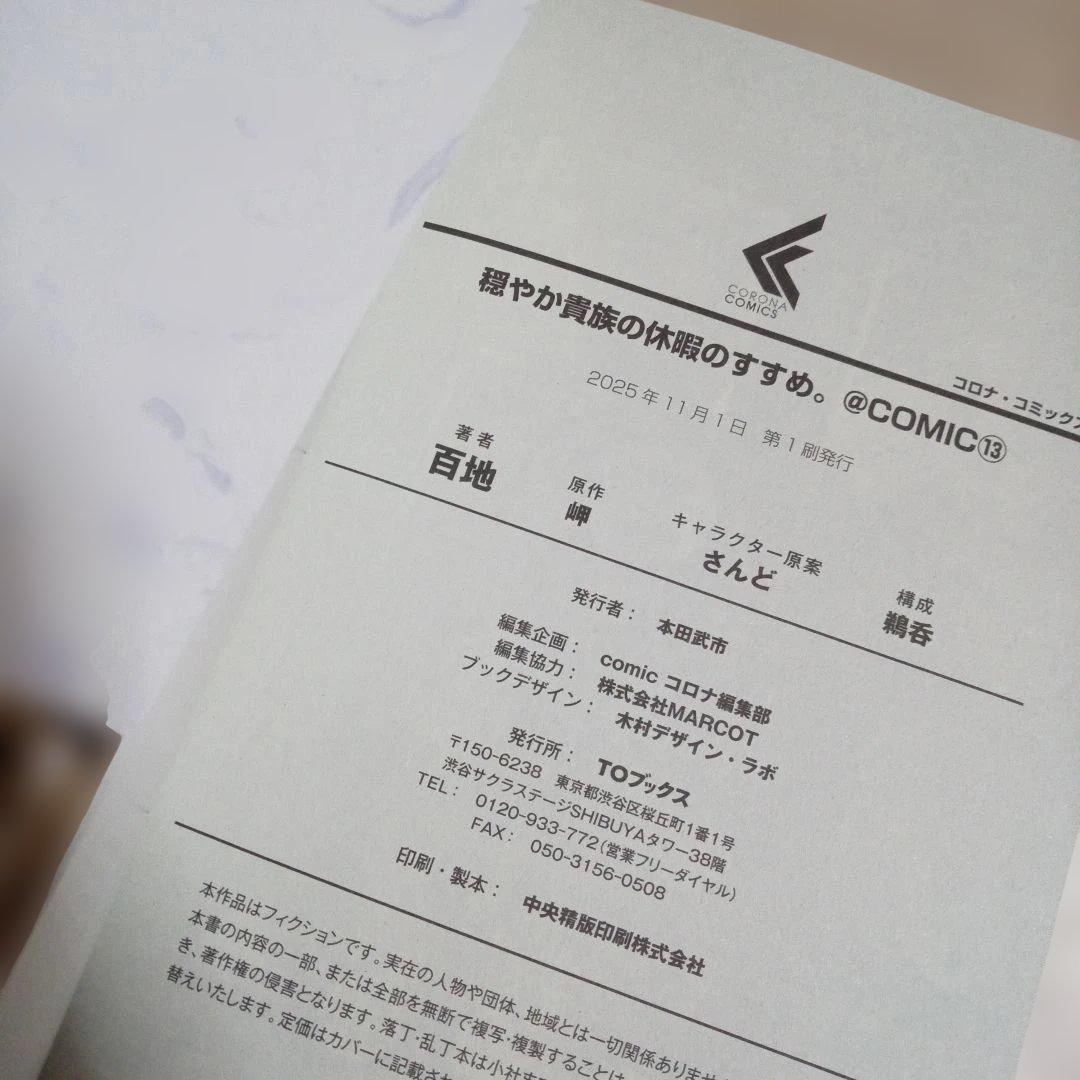 CORONA
COMICS
コロナ・コミックス
穏やか貴族の休暇のすすめ。@COMIC⑬
2025年11月1日 第1刷発行
著者
百地
原作
岬
キャラクター原案
さんど
構成
鵜呑
発行者： 本田武市
編集企画： comic コロナ編集部
編集協力： 株式会社MARCOT
ブックデザイン： 木村デザイン・ラボ
発行所： TOブックス
〒150-6238 東京都渋谷区桜丘町1番1号
渋谷サクラステージSHIBUYAタワー38階
TEL： 0120-933-772（営業フリーダイヤル）
FAX： 050-3156-0508
印刷・製本： 中央精版印刷株式会社
本作品はフィクションです。実在の人物や団体、地域とは一切関係ありませ
本書の内容の一部、または全部を無断で複写・複製することは
き、著作権の侵害となります。落丁・乱丁本は小社ま
替えいたします。定価はカバーに記載さ